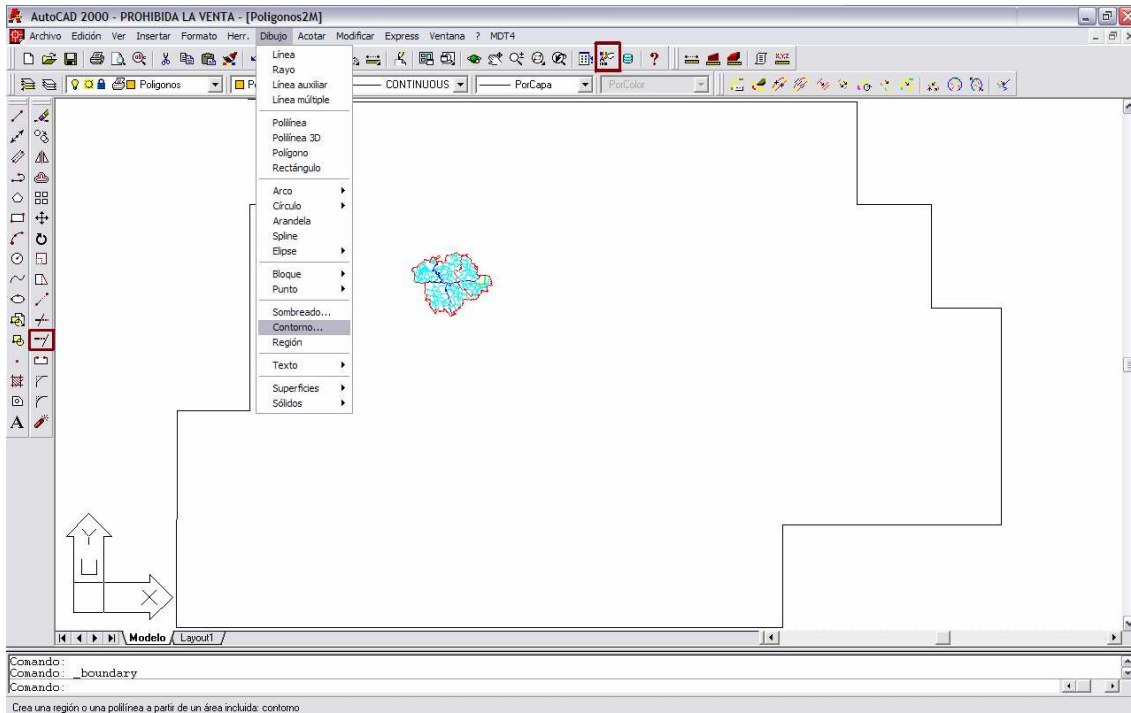 AutoCAD 2000 - PROHIBIDA LA VENTA - [Poligonos2M]
Archivo Edición Ver Insertar Formato Herr. Dibujo Acotar Modificar Express Ventana ? MDT4
Poligonos
CONTINUOUS
PorCapa
PorColor
Línea
Rayo
Línea auxiliar
Línea múltiple
Polilínea
Polilínea 3D
Polígono
Rectángulo
Arco
Círculo
Arandela
Spline
Elipse
Bloque
Punto
Sombreado...
Contorno...
Región
Texto
Superficies
Sólidos
A
Y
X
Modelo Layout1
Comando:
Comando: _boundary
Comando:
Crea una región o una polilínea a partir de un área incluida: contorno